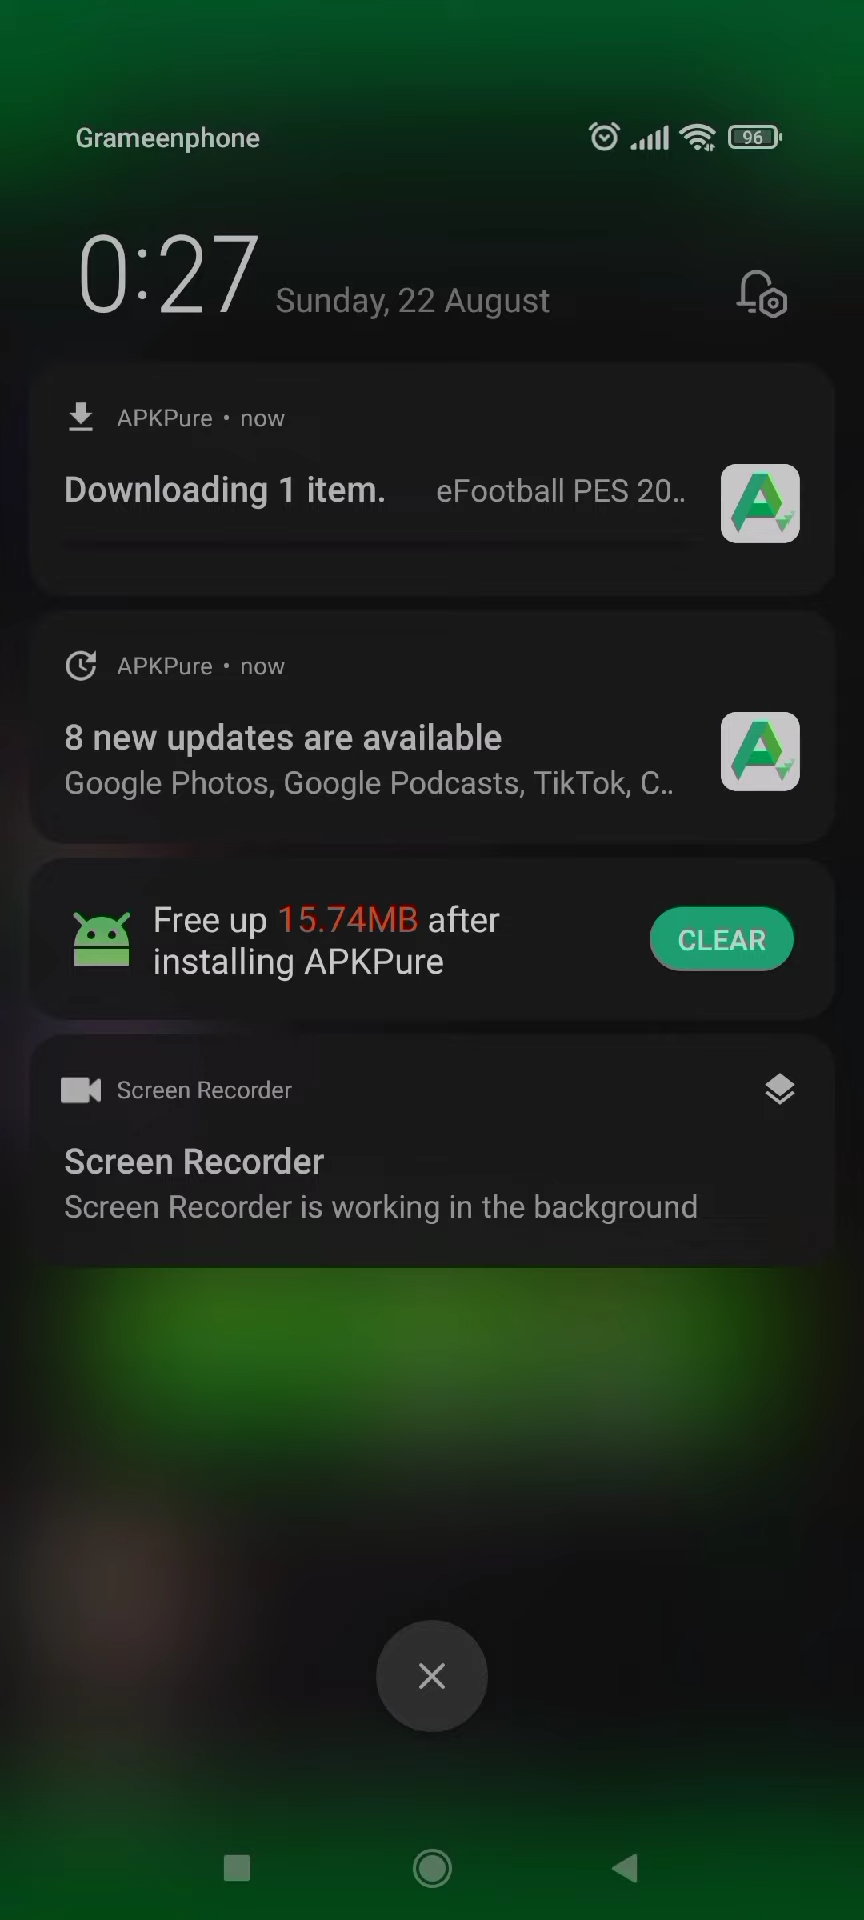 Grameenphone
96
0:27 Sunday, 22 August
APKPure • now
Downloading 1 item. eFootball PES 20..
APKPure • now
8 new updates are available
Google Photos, Google Podcasts, TikTok, C..
Free up 15.74MB after
installing APKPure
CLEAR
Screen Recorder
Screen Recorder
Screen Recorder is working in the background